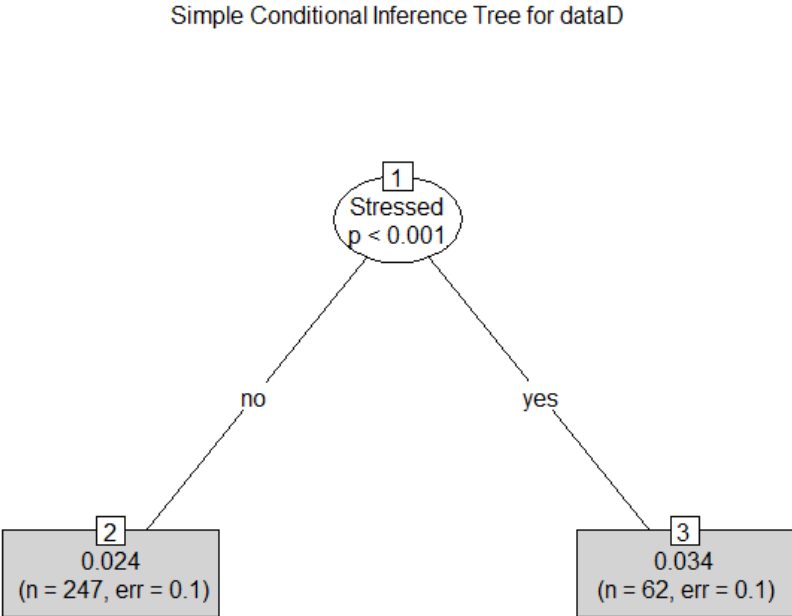 Simple Conditional Inference Tree for dataD
1
Stressed
p < 0.001
no
yes
2
0.024
(n = 247, err = 0.1)
3
0.034
(n = 62, err = 0.1)